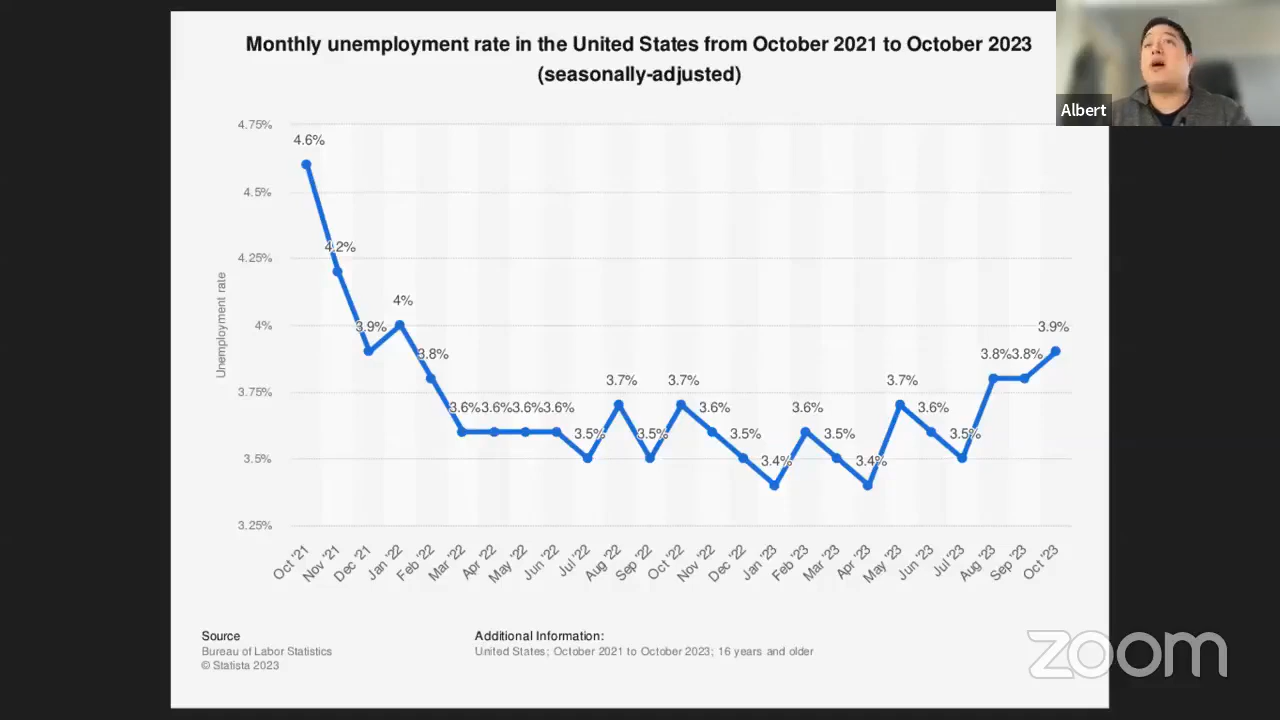 Monthly unemployment rate in the United States from October 2021 to October 2023
(seasonally-adjusted)
Albert
4.75%
4.5%
4.25%
4%
3.75%
3.5%
3.25%
Unemployment rate
4.6%
4.2%
3.9%
4%
3.8%
3.6%
3.6%
3.6%
3.6%
3.5%
3.7%
3.5%
3.7%
3.6%
3.5%
3.4%
3.6%
3.5%
3.4%
3.7%
3.6%
3.5%
3.8%
3.8%
3.9%
Oct '21
Nov '21
Dec '21
Jan '22
Feb '22
Mar '22
Apr '22
May '22
Jun '22
Jul '22
Aug '22
Sep '22
Oct '22
Nov '22
Dec '22
Jan '23
Feb '23
Mar '23
Apr '23
May '23
Jun '23
Jul '23
Aug '23
Sep '23
Oct '23
Source
Bureau of Labor Statistics
© Statista 2023
Additional Information:
United States; October 2021 to October 2023; 16 years and older
zoom